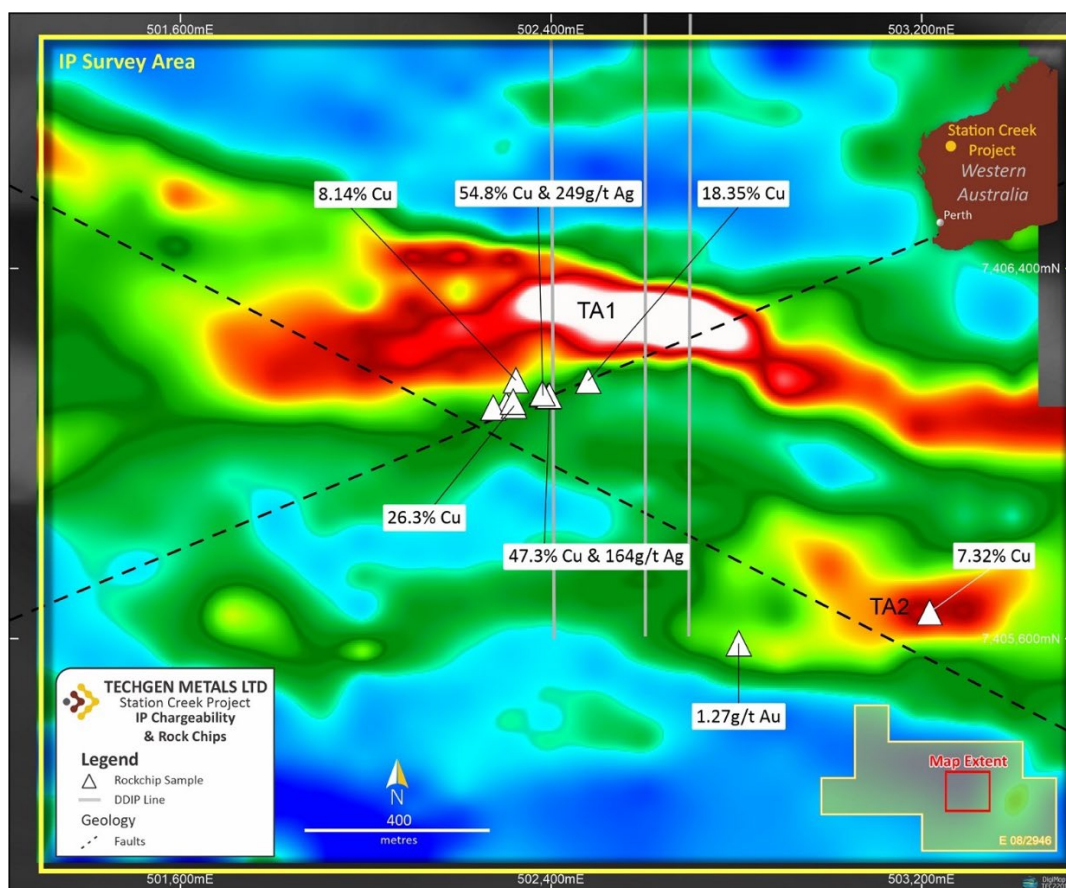 501,600mE
502,400mE
503,200mE
IP Survey Area
Station Creek
Project
Western
Australia
Perth
8.14% Cu
54.8% Cu & 249g/t Ag
18.35% Cu
7,406,400mN
TA1
26.3% Cu
47.3% Cu & 164g/t Ag
7.32% Cu
TA2
7,405,600mN
1.27g/t Au
TECHGEN METALS LTD
Station Creek Project
IP Chargeability
& Rock Chips
Legend
Rockchip Sample
DDIP Line
Geology
Faults
N
400
metres
Map Extent
E 08/2946
501,600mE
502,400mE
503,200mE